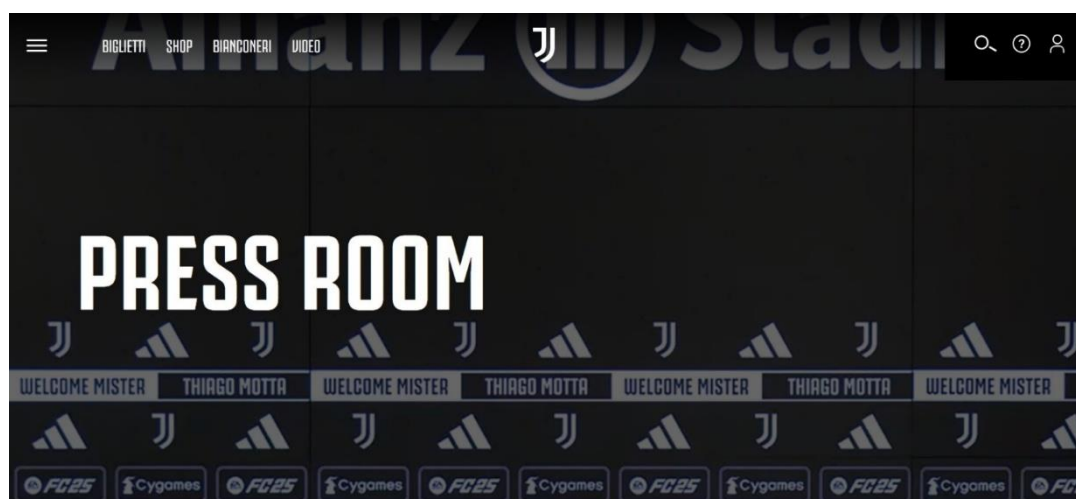 Allianz Stadi
BIGLIETTI SHOP BIANCONERI VIDEO
PRESS ROOM
WELCOME MISTER THIAGO MOTTA WELCOME MISTER THIAGO MOTTA WELCOME MISTER THIAGO MOTTA WELCOME MISTER
FC25 Cygames FC25 Cygames FC25 Cygames FC25 Cygames FC25 Cygames FC